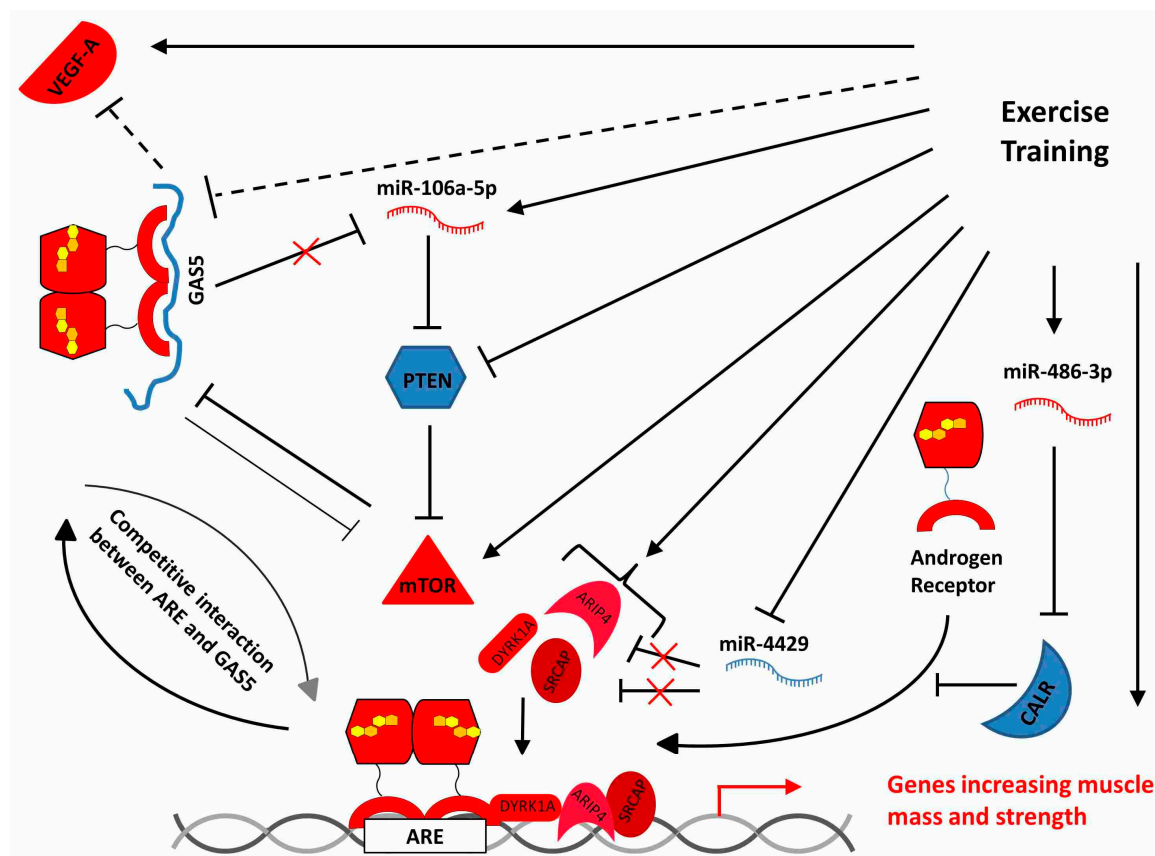 VEGF-A
Exercise
Training
miR-106a-5p
GAS5
PTEN
miR-486-3p
Competitive interaction
between ARE and GAS5
mTOR
Androgen
Receptor
ARIP4
DYRK1A
SRCAP
miR-4429
CALR
Genes increasing muscle
mass and strength
DYRK1A
ARIP4
SRCAP
ARE